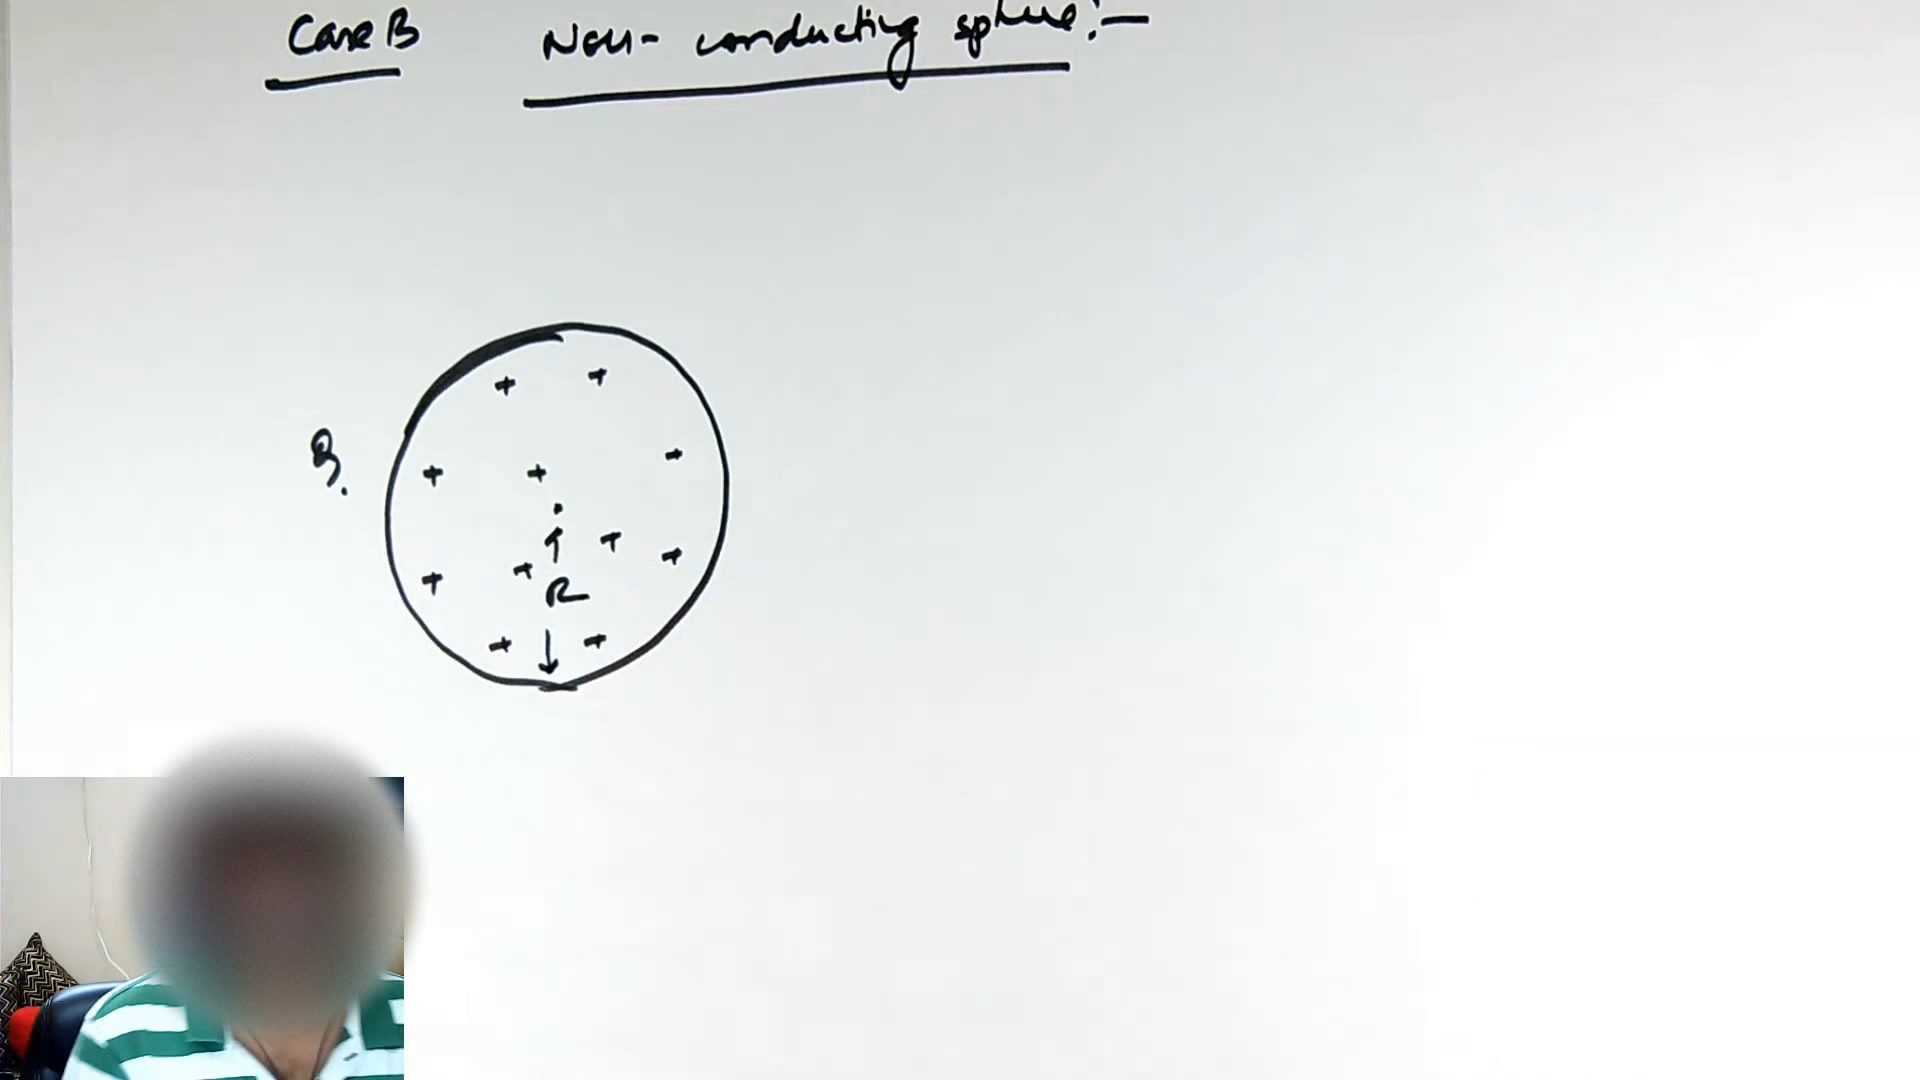 Case B Non-conducting sphere:-
+ +
+ + +
Q.
+ +
+ +
R
+ +